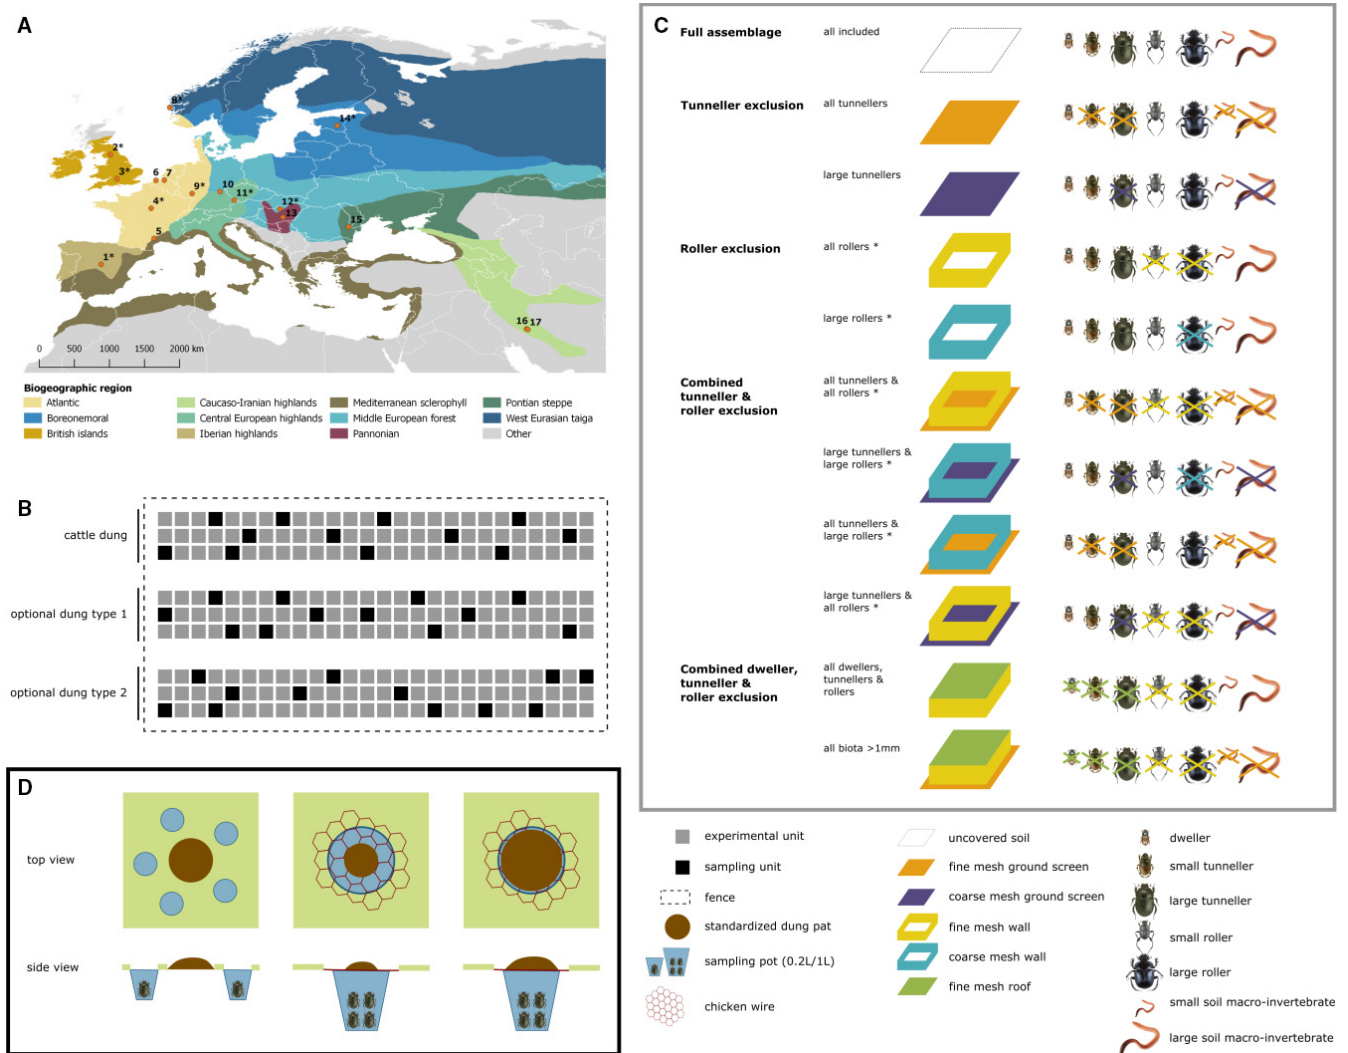 A
8*
14*
2*
3*
6 7
9*
10
11*
4*
12*
13
15
5
1*
16 17
0 500 1000 1500 2000 km
Biogeographic region
Atlantic
Boreonemoral
British islands
Caucaso-Iranian highlands
Central European highlands
Iberian highlands
Mediterranean sclerophyll
Middle European forest
Pannonian
Pontian steppe
West Eurasian taiga
Other
B
cattle dung
optional dung type 1
optional dung type 2
C
Full assemblage
all included
Tunneller exclusion
all tunnellers
large tunnellers
Roller exclusion
all rollers *
large rollers *
Combined
tunneller &
roller exclusion
all tunnellers &
all rollers *
large tunnellers &
large rollers *
all tunnellers &
large rollers *
large tunnellers &
all rollers *
Combined dweller,
tunneller &
roller exclusion
all dwellers,
tunnellers &
rollers
all biota >1mm
D
top view
side view
experimental unit
sampling unit
fence
standardized dung pat
sampling pot (0.2L/1L)
chicken wire
uncovered soil
fine mesh ground screen
coarse mesh ground screen
fine mesh wall
coarse mesh wall
fine mesh roof
dweller
small tunneller
large tunneller
small roller
large roller
small soil macro-invertebrate
large soil macro-invertebrate